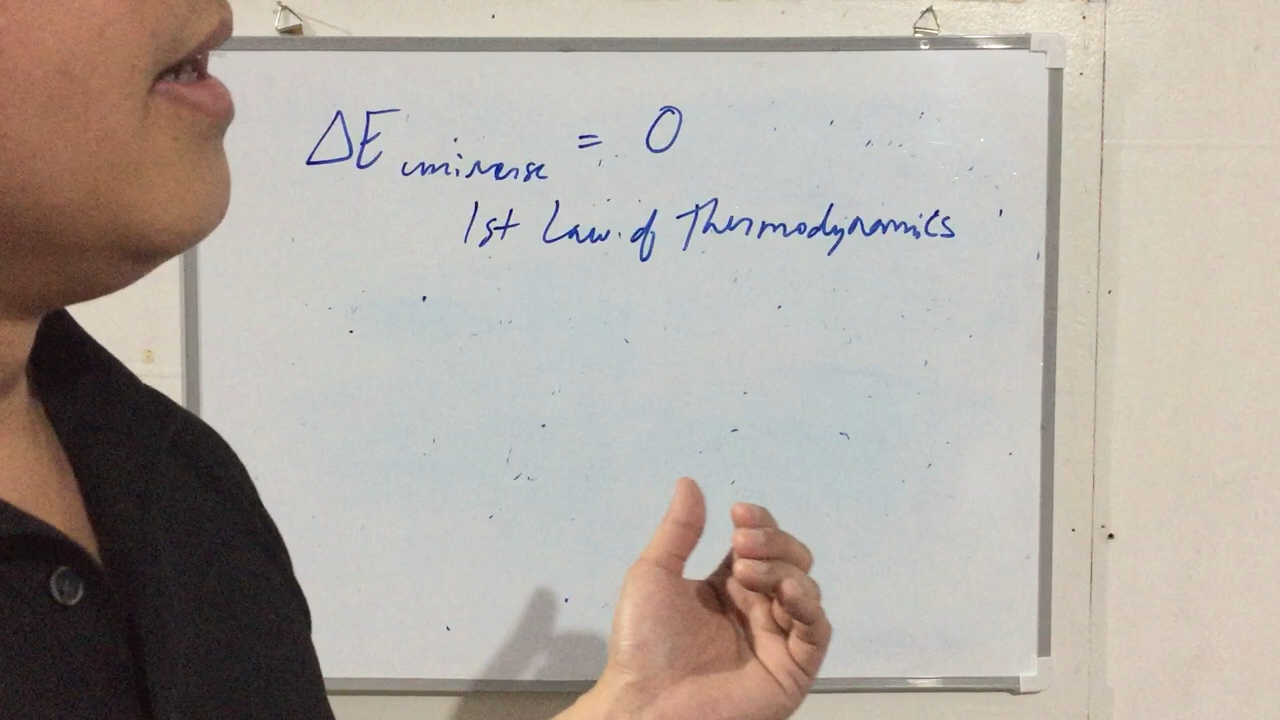 ΔE universe = 0
1st Law of Thermodynamics